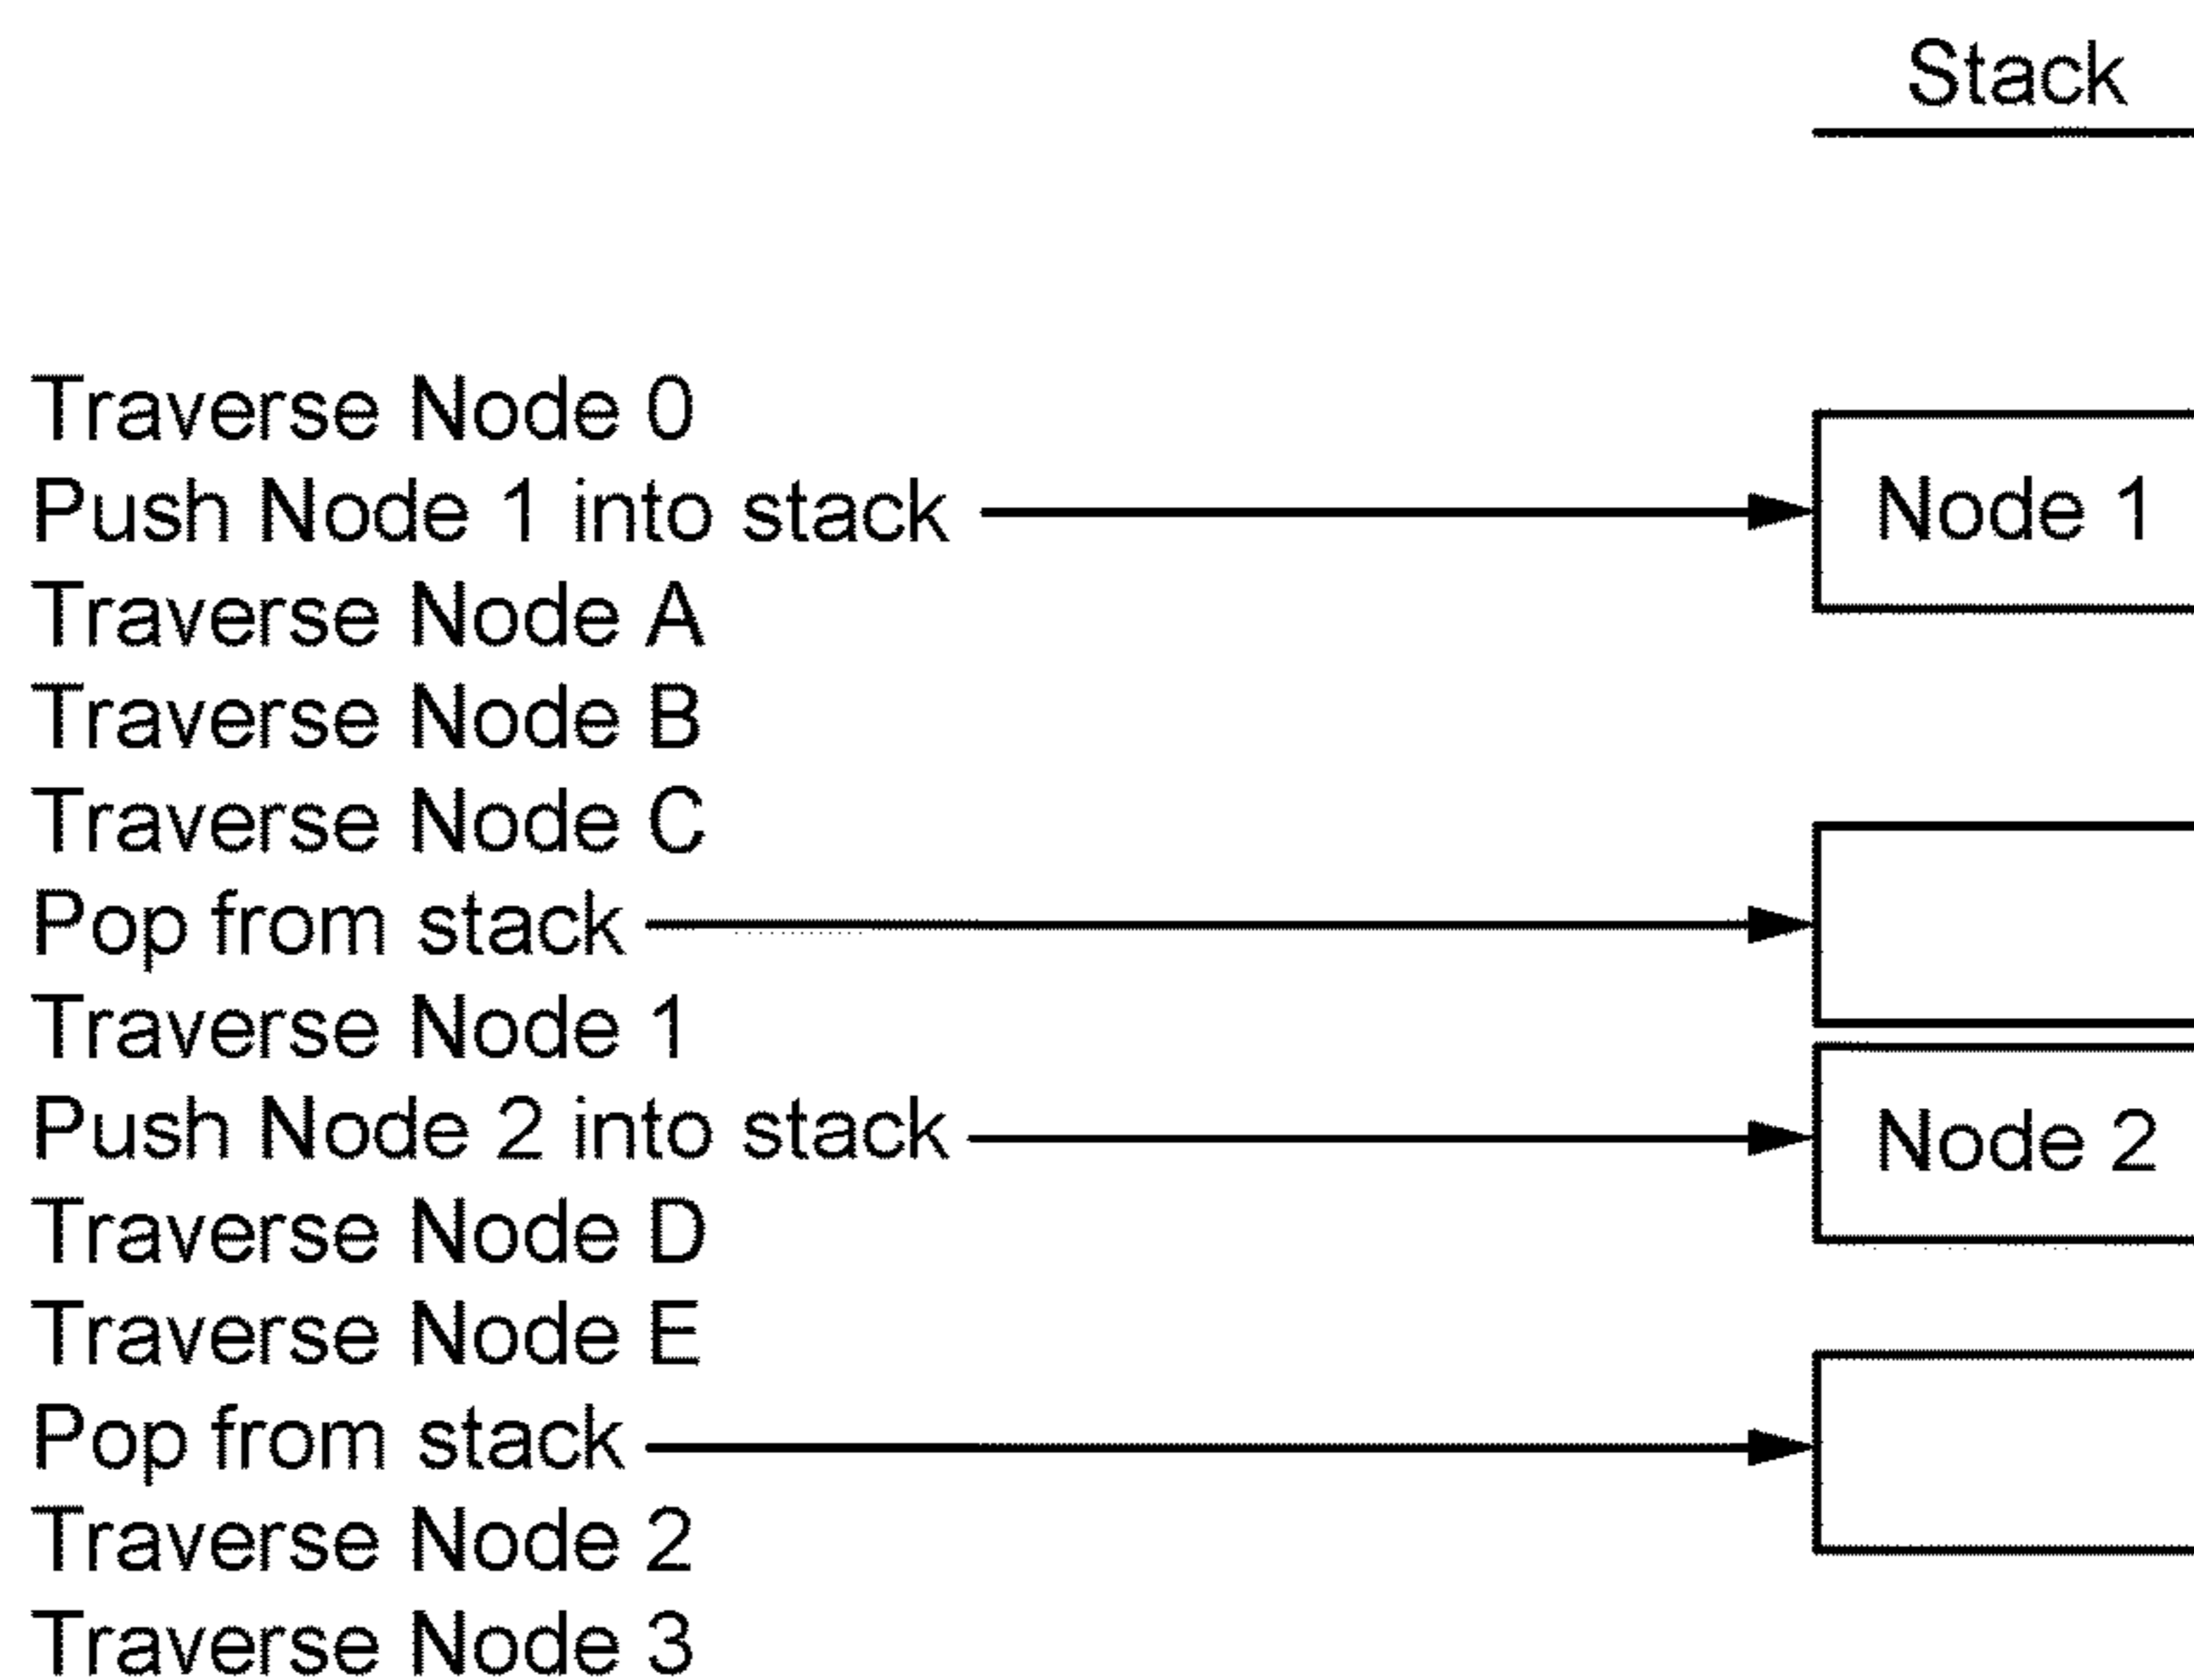 Stack
Traverse Node 0
Push Node 1 into stack
Node 1
Traverse Node A
Traverse Node B
Traverse Node C
Pop from stack
Traverse Node 1
Push Node 2 into stack
Node 2
Traverse Node D
Traverse Node E
Pop from stack
Traverse Node 2
Traverse Node 3